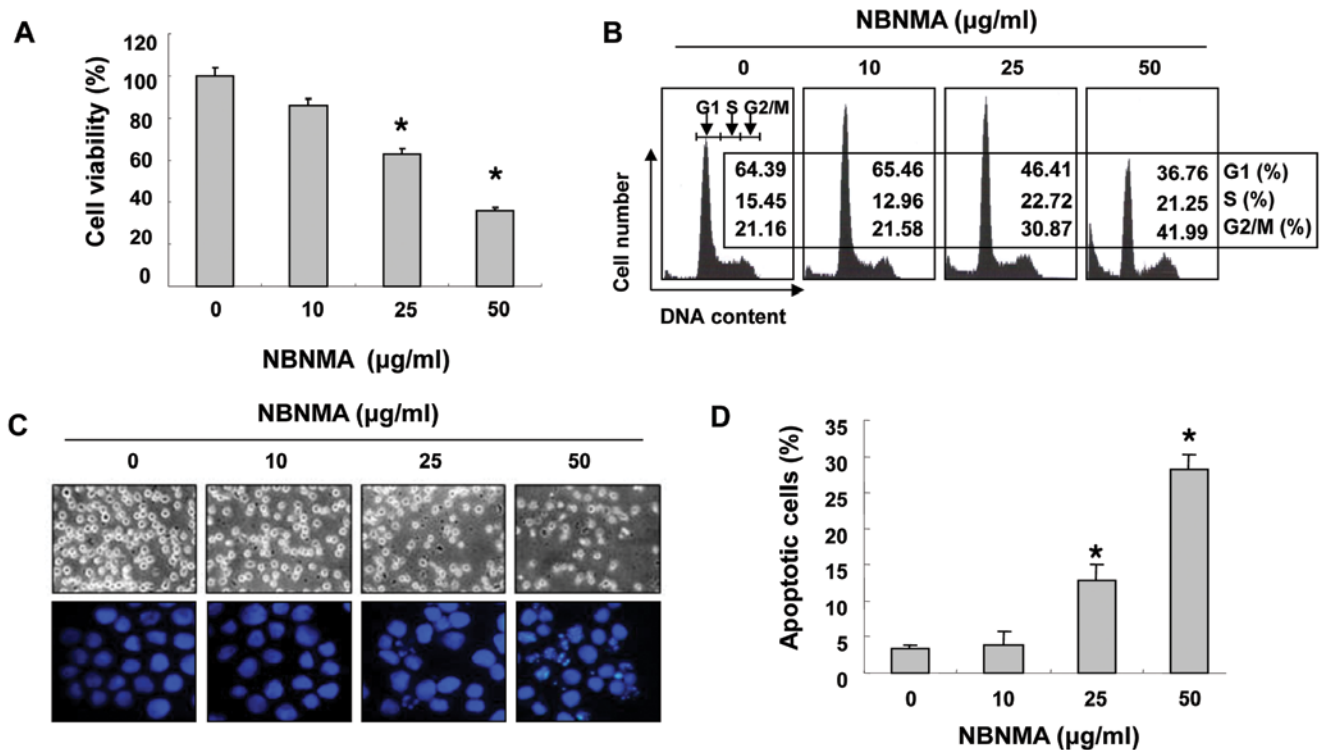 A
120
100
80
60
40
20
0
Cell viability (%)
*
*
0 10 25 50
NBNMA (µg/ml)
B
NBNMA (µg/ml)
0 10 25 50
G1 S G2/M
64.39 65.46 46.41 36.76 G1 (%)
15.45 12.96 22.72 21.25 S (%)
21.16 21.58 30.87 41.99 G2/M (%)
Cell number
DNA content
C
NBNMA (µg/ml)
0 10 25 50
D
35
30
25
20
15
10
5
0
Apoptotic cells (%)
*
*
0 10 25 50
NBNMA (µg/ml)